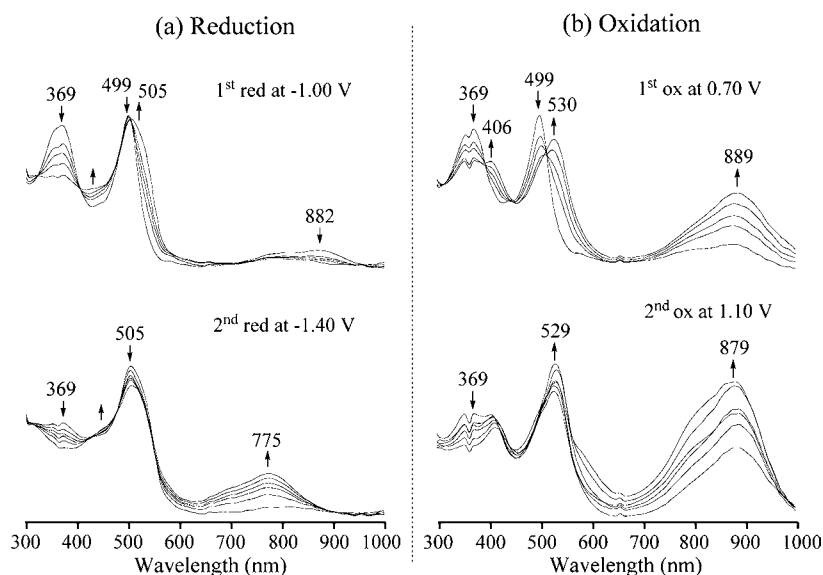 (a) Reduction
(b) Oxidation
1st red at -1.00 V
369
499
505
882
1st ox at 0.70 V
369
406
499
530
889
2nd red at -1.40 V
369
505
775
2nd ox at 1.10 V
369
529
879
300 400 500 600 700 800 900 1000
300 400 500 600 700 800 900 1000
Wavelength (nm)
Wavelength (nm)